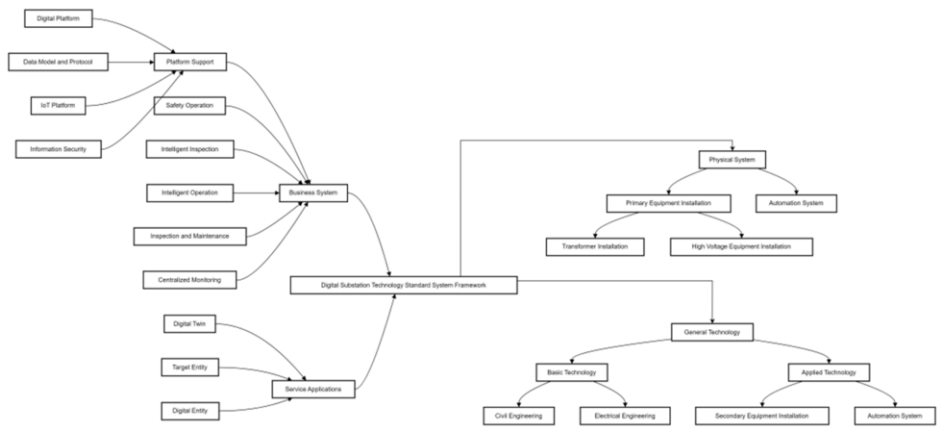 Digital Platform
Data Model and Protocol
Platform Support
IoT Platform
Safety Operation
Information Security
Intelligent Inspection
Intelligent Operation
Business System
Inspection and Maintenance
Centralized Monitoring
Digital Substation Technology Standard System Framework
Digital Twin
Target Entity
Service Applications
Digital Entity
Physical System
Primary Equipment Installation
Automation System
Transformer Installation
High Voltage Equipment Installation
General Technology
Basic Technology
Applied Technology
Civil Engineering
Electrical Engineering
Secondary Equipment Installation
Automation System